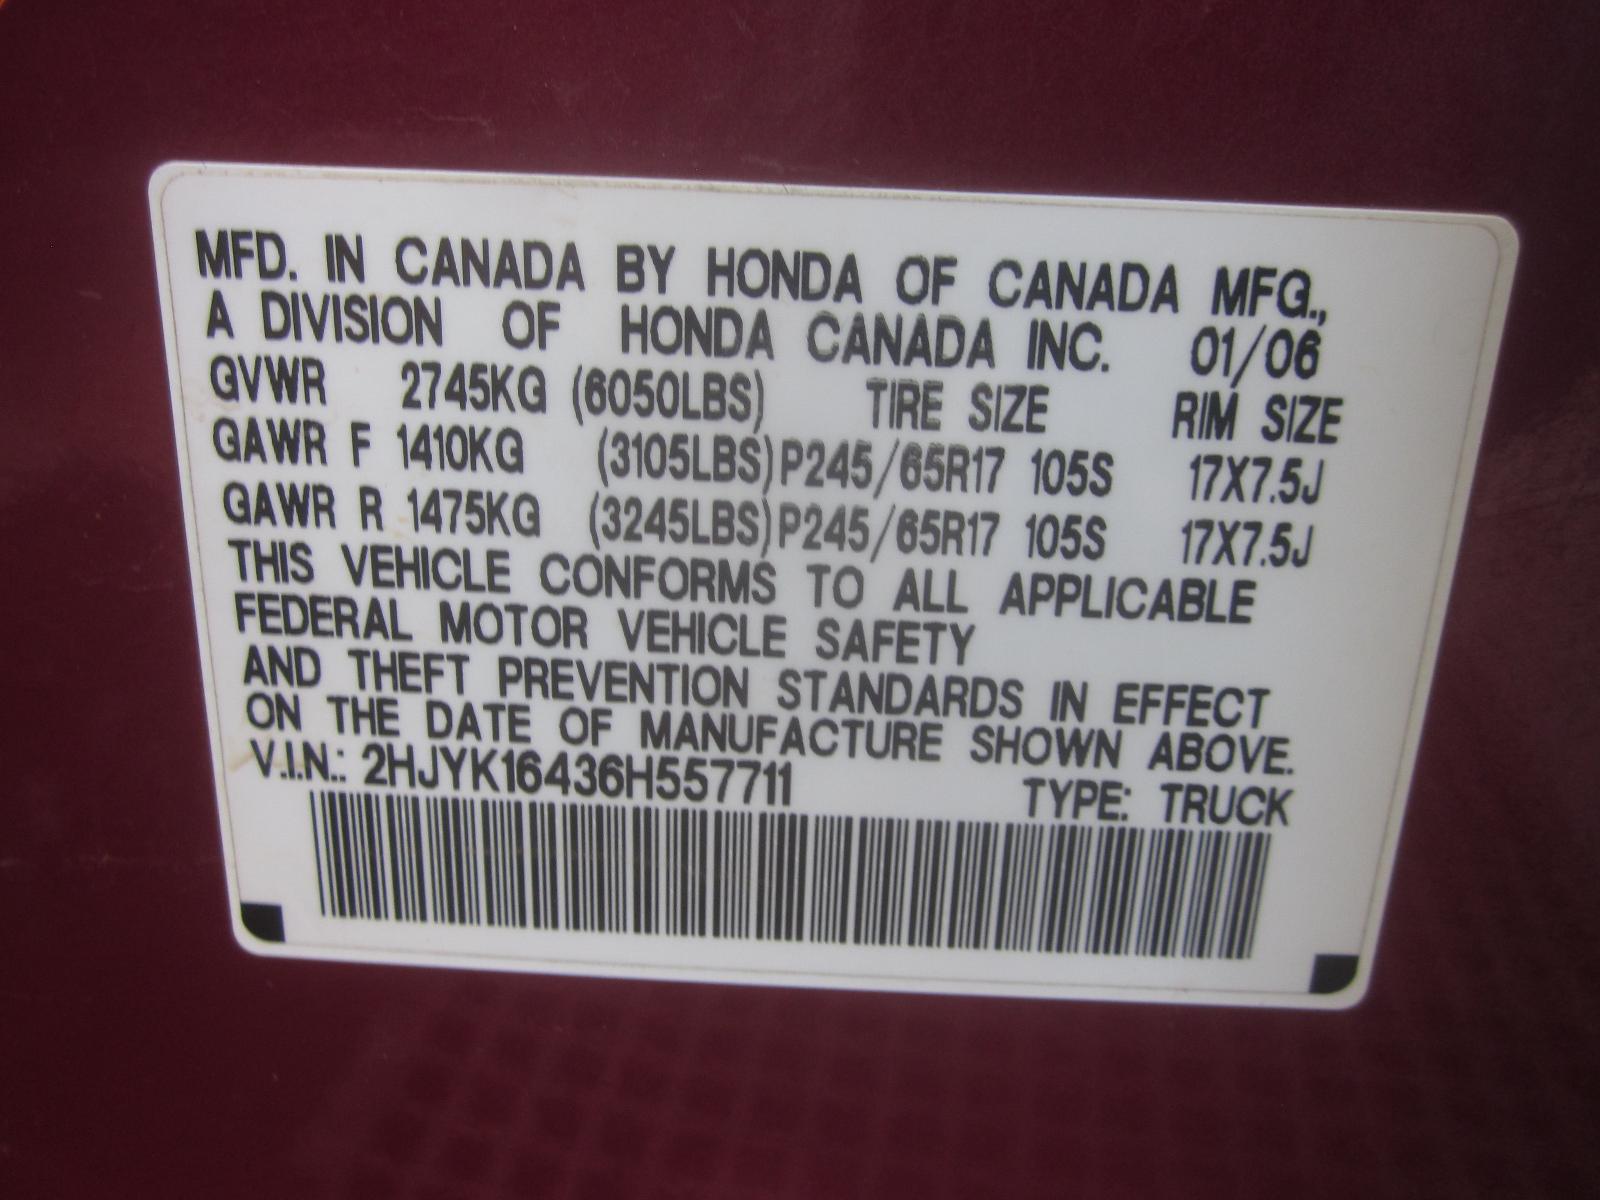 MFD. IN CANADA BY HONDA OF CANADA MFG.,
A DIVISION OF HONDA CANADA INC. 01/06
GVWR 2745KG (6050LBS) TIRE SIZE RIM SIZE
GAWR F 1410KG (3105LBS) P245/65R17 105S 17X7.5J
GAWR R 1475KG (3245LBS) P245/65R17 105S 17X7.5J
THIS VEHICLE CONFORMS TO ALL APPLICABLE
FEDERAL MOTOR VEHICLE SAFETY
AND THEFT PREVENTION STANDARDS IN EFFECT
ON THE DATE OF MANUFACTURE SHOWN ABOVE.
V.I.N.: 2HJYK16436H557711 TYPE: TRUCK